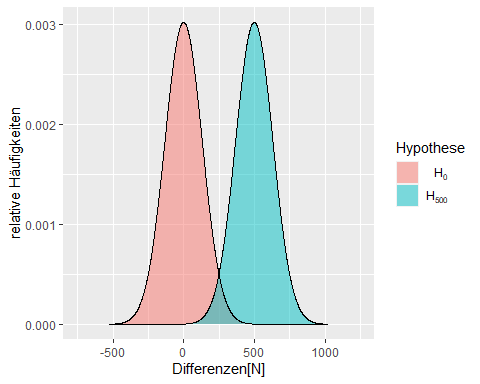 0.003
0.002
0.001
0.000
-500 0 500 1000
Differenzen[N]
relative Häufigkeiten
Hypothese
H₀
H₅₀₀